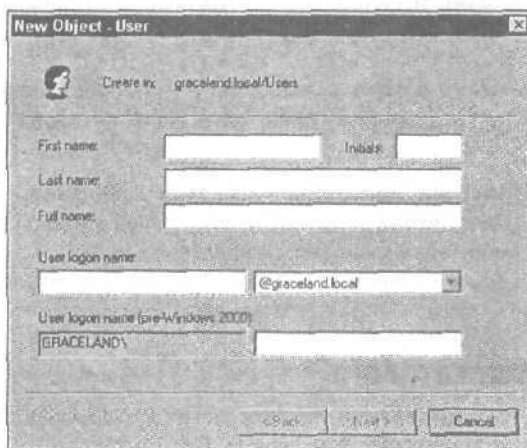 New Object - User
Create in: graceland.local/Users
First name: Initials:
Last name:
Full name:
User logon name:
@graceland.local
User logon name (pre-Windows 2000):
GRACELAND\
< Back Next > Cancel